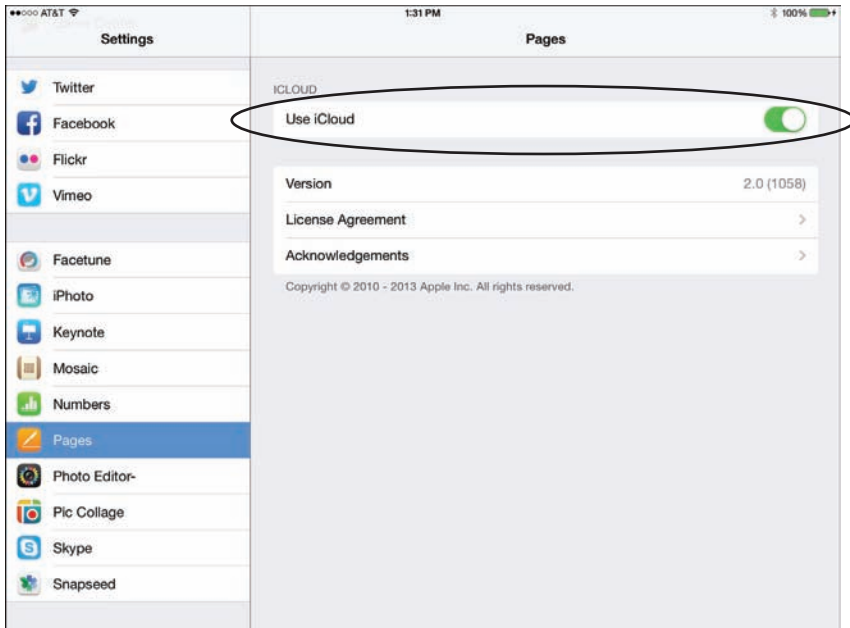 AT&T 1:31 PM 100%
Settings
Pages
Twitter
Facebook
Flickr
Vimeo
Facetune
iPhoto
Keynote
Mosaic
Numbers
Pages
Photo Editor-
Pic Collage
Skype
Snapseed
ICLOUD
Use iCloud
Version 2.0 (1058)
License Agreement
Acknowledgements
Copyright © 2010 - 2013 Apple Inc. All rights reserved.